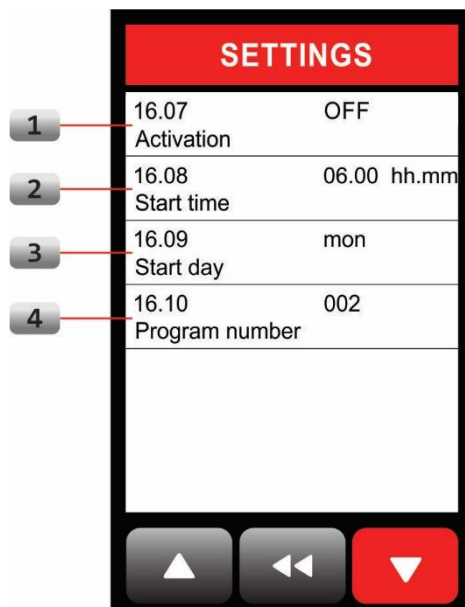 SETTINGS
1
16.07 OFF
Activation
2
16.08 06.00 hh.mm
Start time
3
16.09 mon
Start day
4
16.10 002
Program number